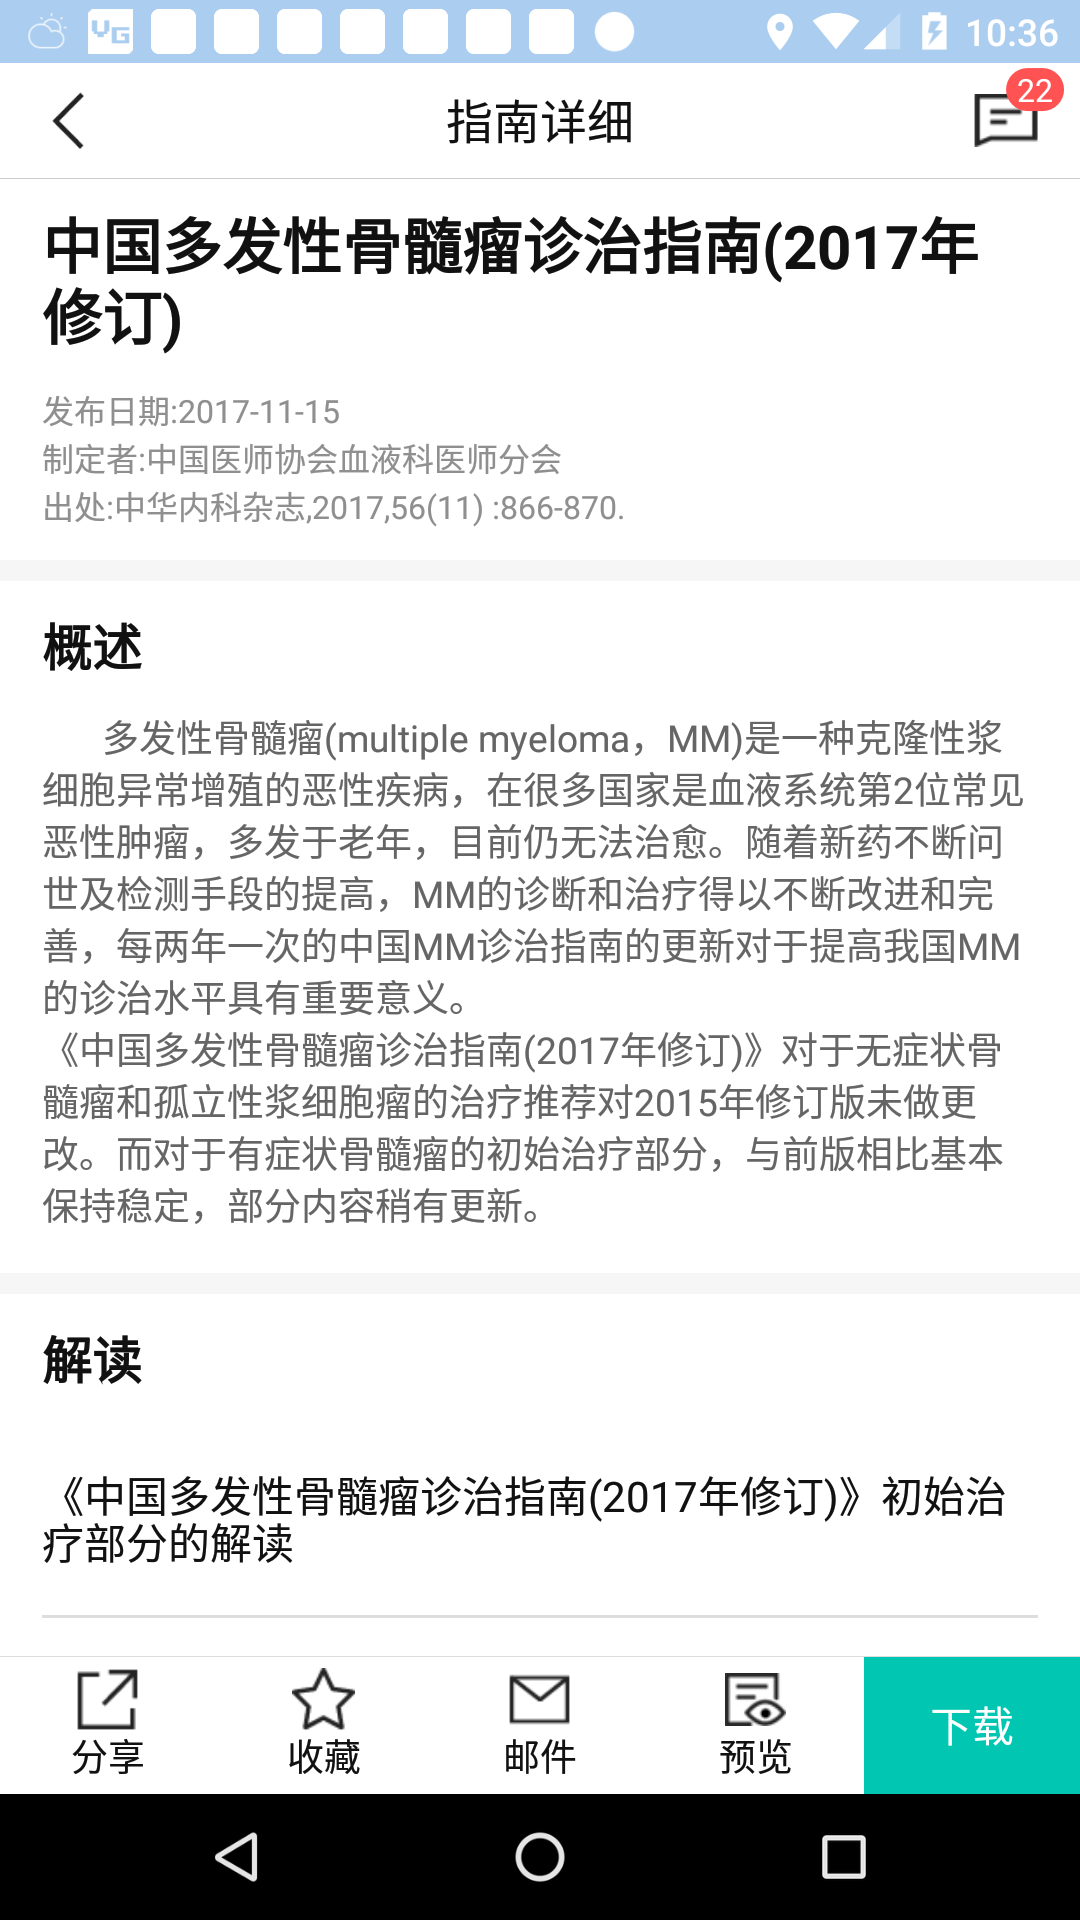 VG
10:36
指南详细
22
中国多发性骨髓瘤诊治指南(2017年
修订)
发布日期:2017-11-15
制定者:中国医师协会血液科医师分会
出处:中华内科杂志,2017,56(11) :866-870.
概述
多发性骨髓瘤(multiple myeloma，MM)是一种克隆性浆
细胞异常增殖的恶性疾病，在很多国家是血液系统第2位常见
恶性肿瘤，多发于老年，目前仍无法治愈。随着新药不断问
世及检测手段的提高，MM的诊断和治疗得以不断改进和完
善，每两年一次的中国MM诊治指南的更新对于提高我国MM
的诊治水平具有重要意义。
《中国多发性骨髓瘤诊治指南(2017年修订)》对于无症状骨
髓瘤和孤立性浆细胞瘤的治疗推荐对2015年修订版未做更
改。而对于有症状骨髓瘤的初始治疗部分，与前版相比基本
保持稳定，部分内容稍有更新。
解读
《中国多发性骨髓瘤诊治指南(2017年修订)》初始治
疗部分的解读
分享
收藏
邮件
预览
下载